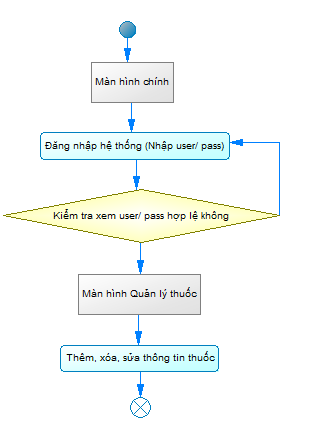 Màn hình chính
Đăng nhập hệ thống (Nhập user/ pass)
Kiểm tra xem user/ pass hợp lệ không
Màn hình Quản lý thuốc
Thêm, xóa, sửa thông tin thuốc